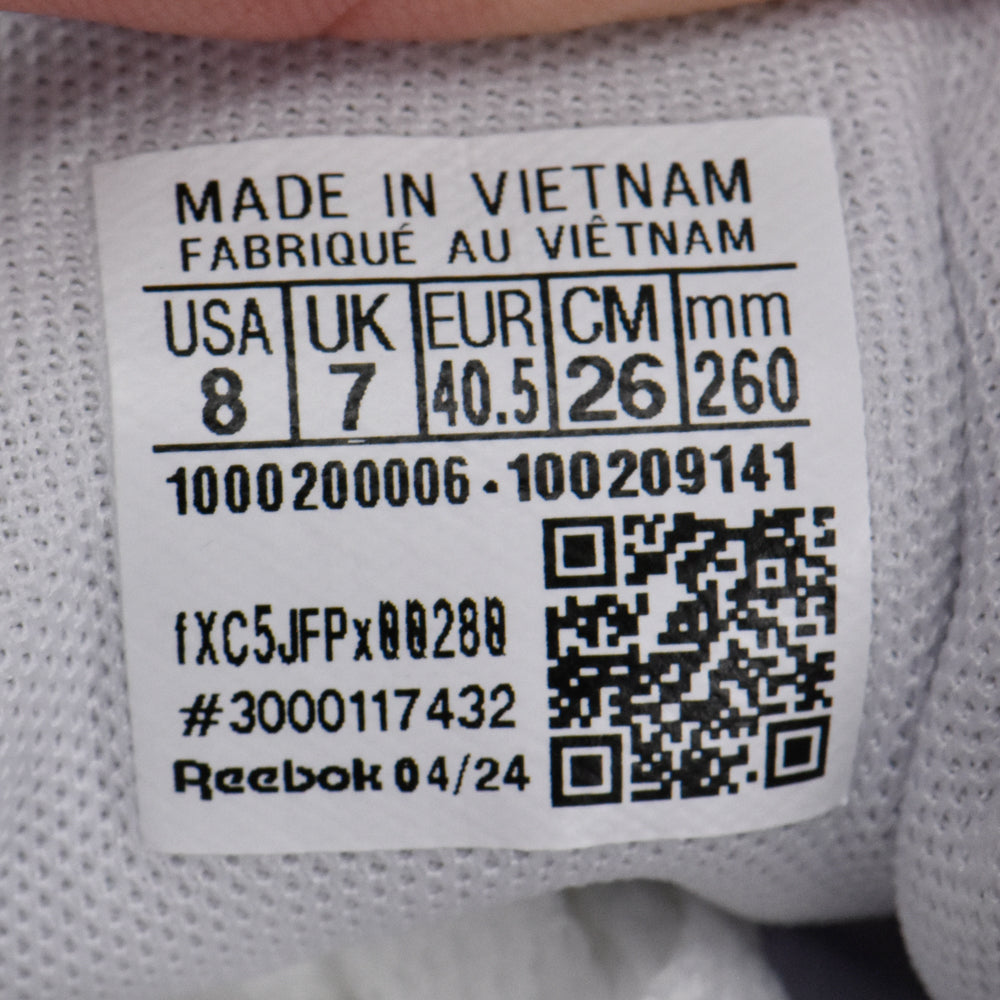 MADE IN VIETNAM
FABRIQUÉ AU VIÊTNAM
USA UK EUR CM mm
8 7 40.5 26 260
1000200006 · 100209141
fXC5JFPx00280
#3000117432
Reebok 04/24